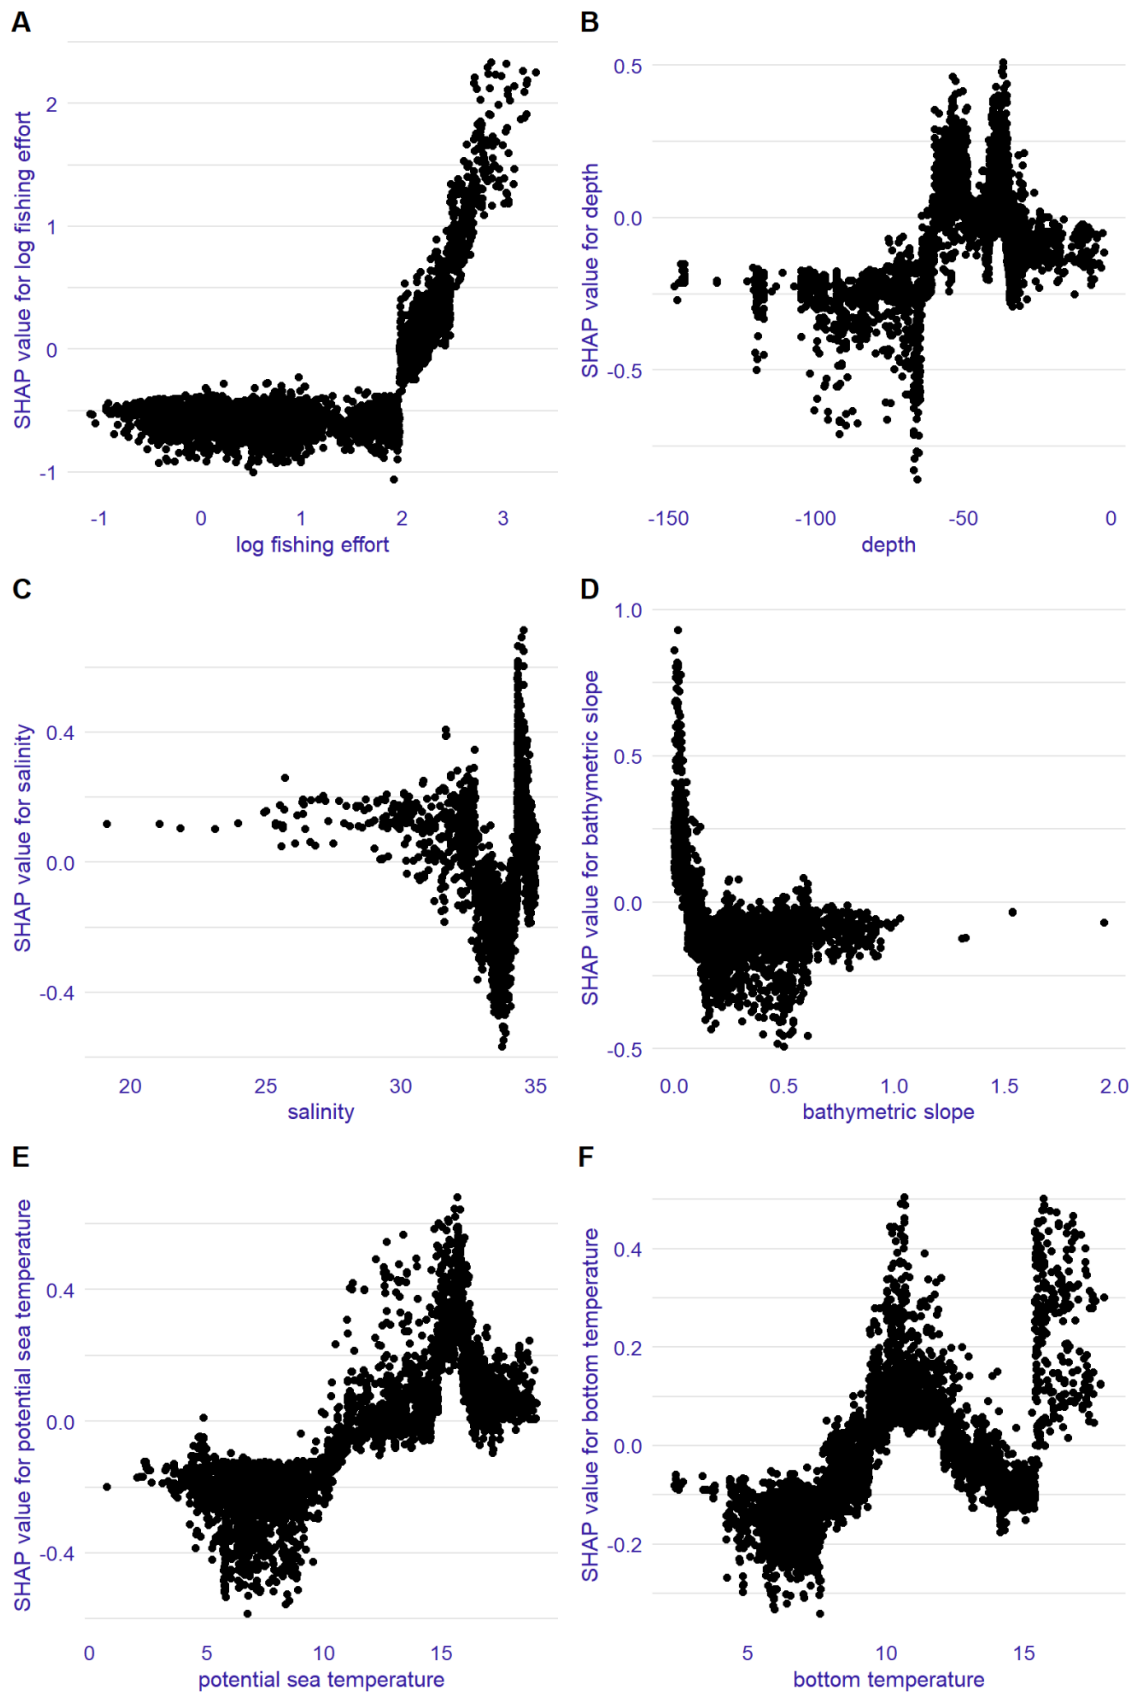 A
SHAP value for log fishing effort
2
1
0
-1
-1 0 1 2 3
log fishing effort
B
SHAP value for depth
0.5
0.0
-0.5
-150 -100 -50 0
depth
C
SHAP value for salinity
0.4
0.0
-0.4
20 25 30 35
salinity
D
SHAP value for bathymetric slope
1.0
0.5
0.0
-0.5
0.0 0.5 1.0 1.5 2.0
bathymetric slope
E
SHAP value for potential sea temperature
0.4
0.0
-0.4
0 5 10 15
potential sea temperature
F
SHAP value for bottom temperature
0.4
0.2
0.0
-0.2
5 10 15
bottom temperature